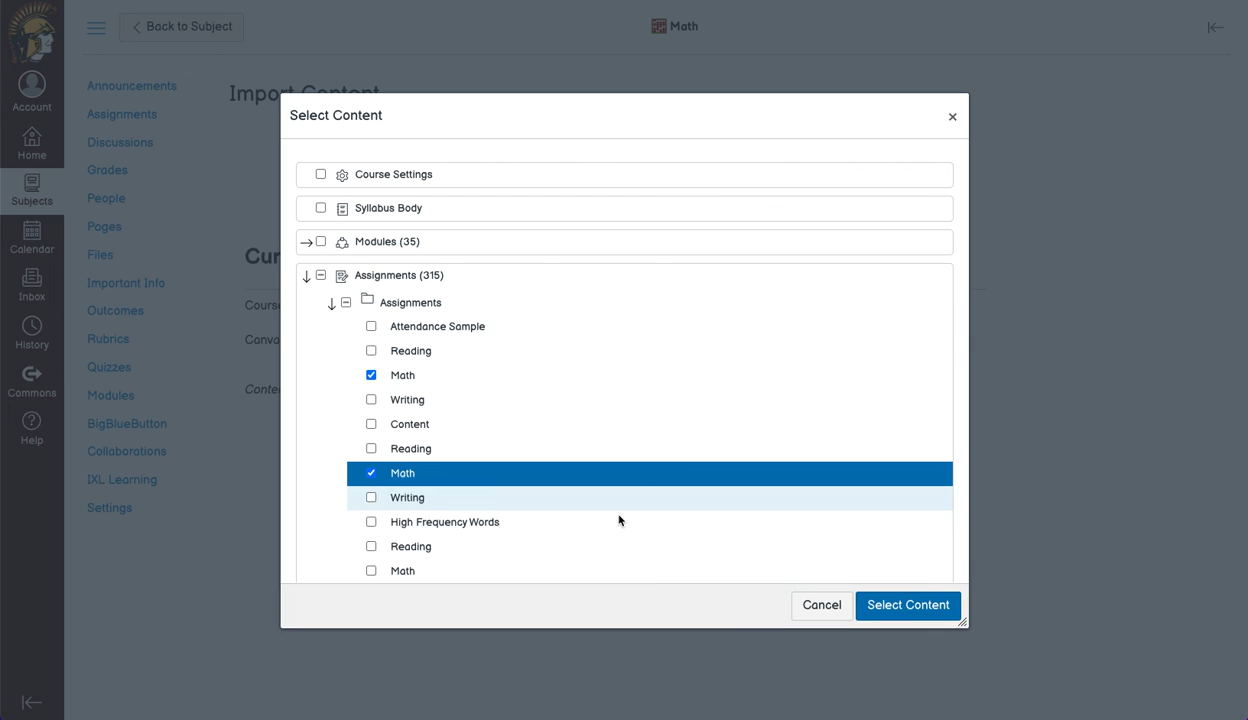 Back to Subject
Math
Account
Home
Subjects
Calendar
Inbox
History
Commons
Help
Announcements
Assignments
Discussions
Grades
People
Pages
Files
Important Info
Outcomes
Rubrics
Quizzes
Modules
BigBlueButton
Collaborations
IXL Learning
Settings
Import Content
Select Content
×
Course Settings
Syllabus Body
Modules (35)
Assignments (315)
Assignments
Attendance Sample
Reading
Math
Writing
Content
Reading
Math
Writing
High Frequency Words
Reading
Math
Cancel
Select Content